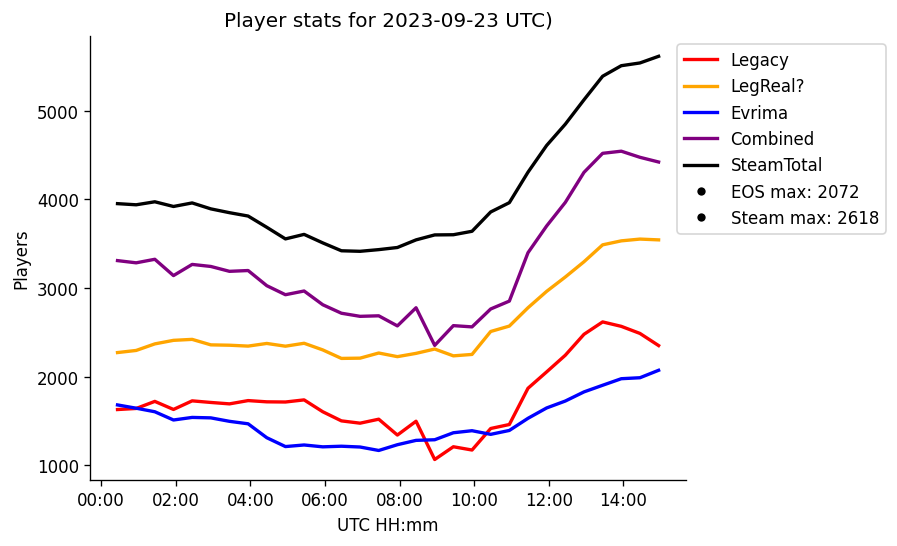 Player stats for 2023-09-23 UTC)
Legacy
LegReal?
Evrima
Combined
SteamTotal
EOS max: 2072
Steam max: 2618
Players
5000
4000
3000
2000
1000
00:00 02:00 04:00 06:00 08:00 10:00 12:00 14:00
UTC HH:mm